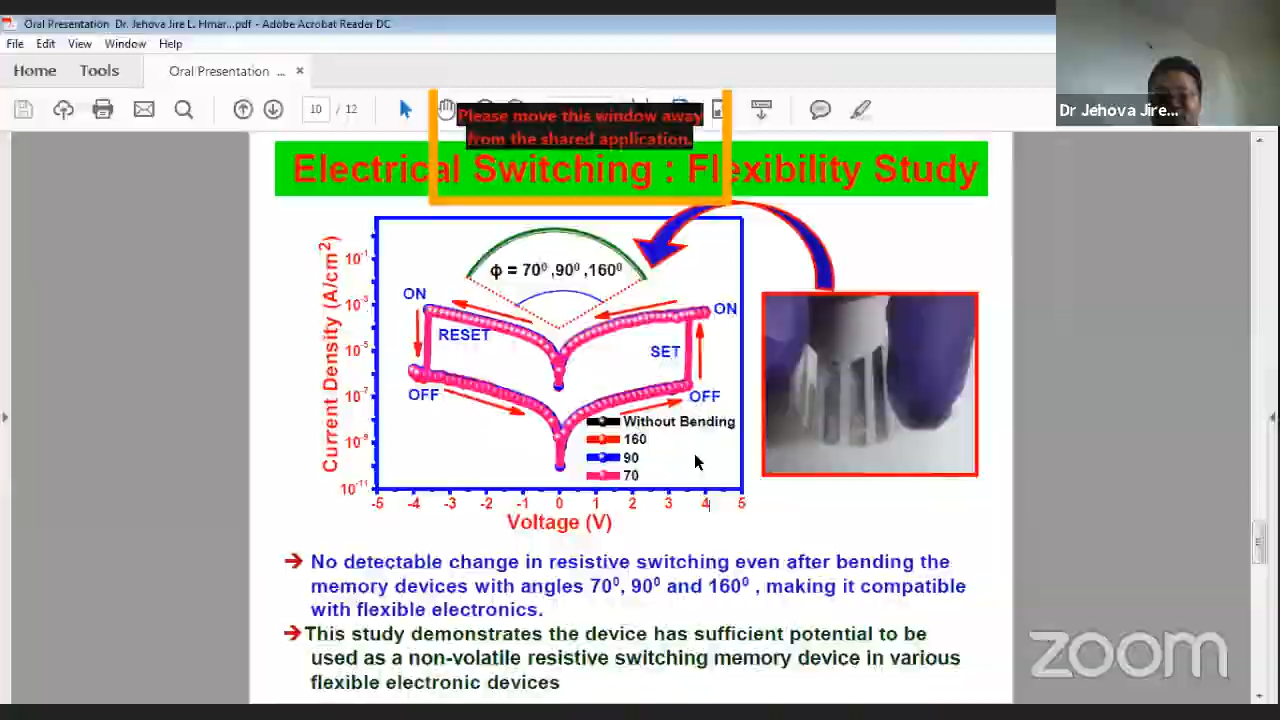 Oral Presentation Dr. Jehova Jire L. Hmar...pdf - Adobe Acrobat Reader DC
File Edit View Window Help
Home Tools Oral Presentation ... ×
10 / 12
Please move this window away
from the shared application.
Dr Jehova Jire...
Electrical Switching : Flexibility Study
Current Density (A/cm²)
10⁻¹
10⁻³
10⁻⁵
10⁻⁷
10⁻⁹
10⁻¹¹
ϕ = 70⁰ ,90⁰ ,160⁰
ON
ON
RESET
SET
OFF
OFF
Without Bending
160
90
70
-5 -4 -3 -2 -1 0 1 2 3 4 5
Voltage (V)
No detectable change in resistive switching even after bending the
memory devices with angles 70⁰, 90⁰ and 160⁰ , making it compatible
with flexible electronics.
This study demonstrates the device has sufficient potential to be
used as a non-volatile resistive switching memory device in various
flexible electronic devices
zoom